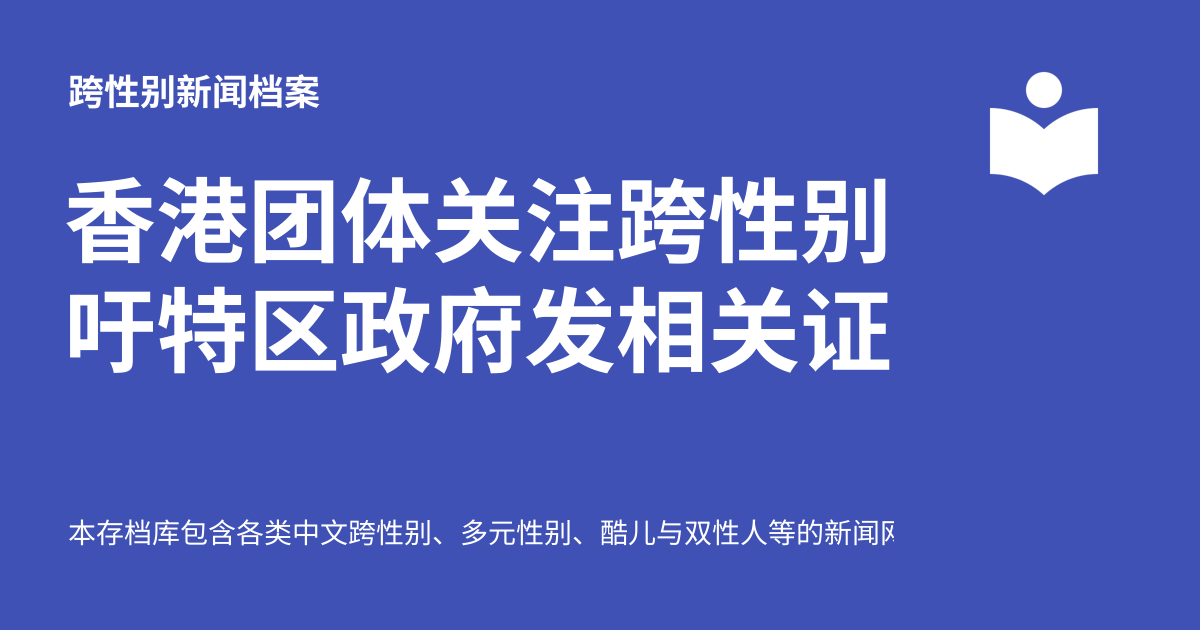 跨性别新闻档案
香港团体关注跨性别
吁特区政府发相关证
本存档库包含各类中文跨性别、多元性别、酷儿与双性人等的新闻